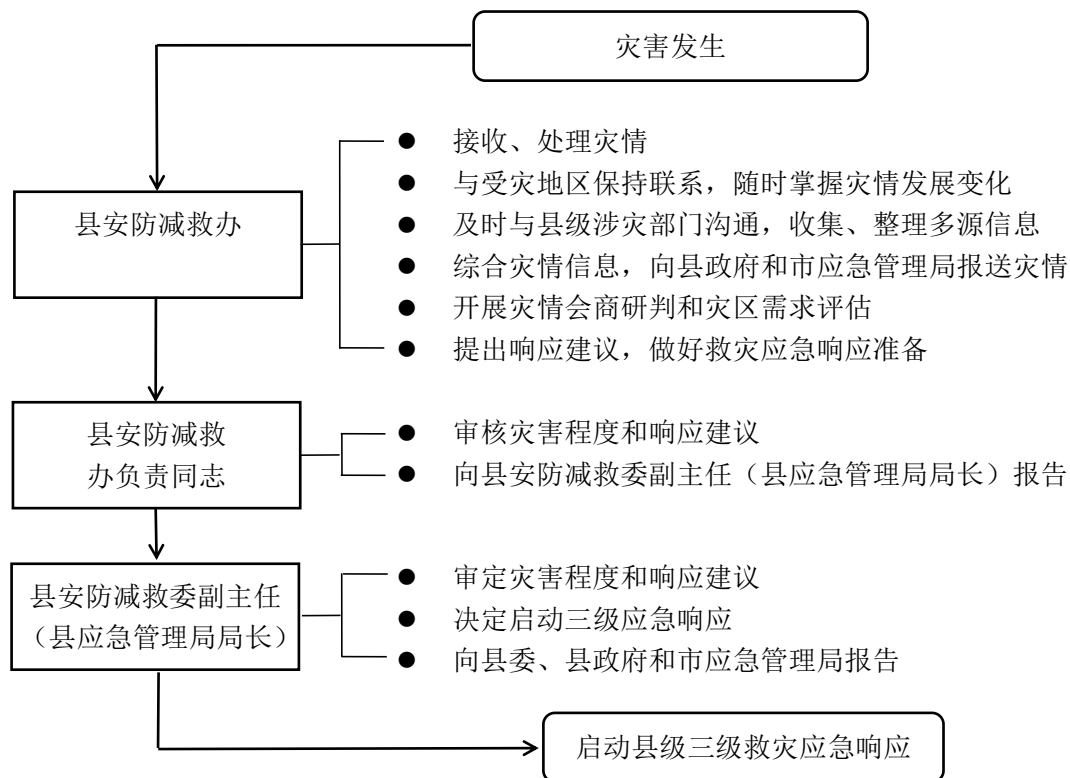 灾害发生
县安防减救办
● 接收、处理灾情
● 与受灾地区保持联系，随时掌握灾情发展变化
● 及时与县级涉灾部门沟通，收集、整理多源信息
● 综合灾情信息，向县政府和市应急管理局报送灾情
● 开展灾情会商研判和灾区需求评估
● 提出响应建议，做好救灾应急响应准备
县安防减救
办负责同志
● 审核灾害程度和响应建议
● 向县安防减救委副主任（县应急管理局局长）报告
县安防减救委副主任
（县应急管理局局长）
● 审定灾害程度和响应建议
● 决定启动三级应急响应
● 向县委、县政府和市应急管理局报告
启动县级三级救灾应急响应